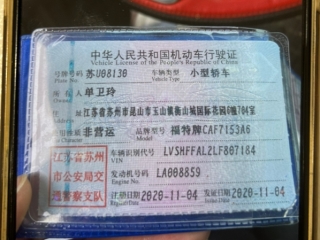 中华人民共和国机动车行驶证
Vehicle License of the People's Republic of China
号牌号码 苏U0813B 车辆类型 小型轿车
Plate No. Vehicle Type
所有人 单卫玲
Owner
住址 江苏省苏州市昆山市玉山镇衡山城国际花园6幢704室
Address
使用性质 非营运 品牌型号 福特牌CAF7153A6
Use Character Model
江苏省苏州
市公安局交
通警察支队
车辆识别代号 LVSHFFAL2LF807184
VIN
发动机号码 LA008859
Engine No.
注册日期 2020-11-04 发证日期 2020-11-04
Register Date Issue Date